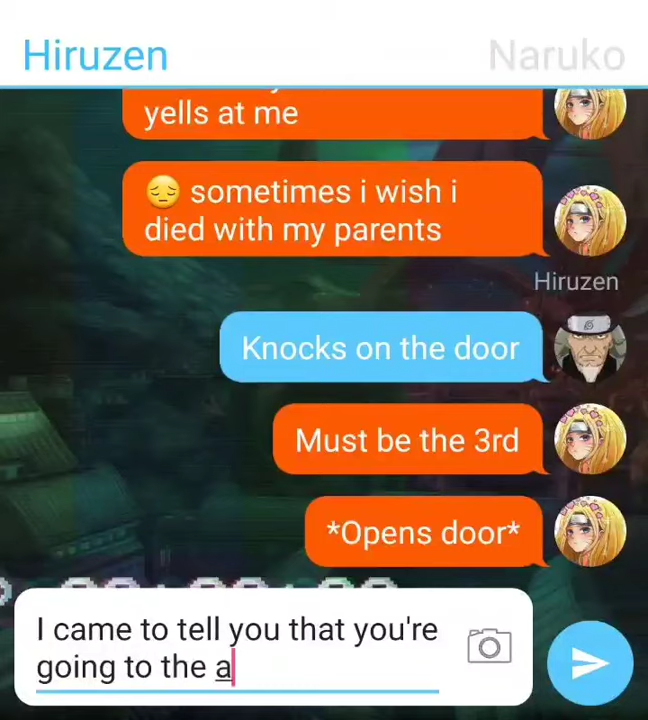 Hiruzen
Naruko
yells at me
😔 sometimes i wish i
died with my parents
Hiruzen
Knocks on the door
Must be the 3rd
*Opens door*
I came to tell you that you're
going to the a